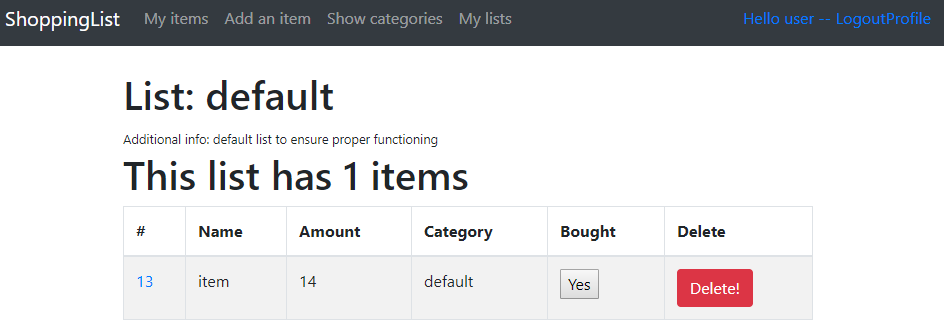 ShoppingList My items Add an item Show categories My lists Hello user -- LogoutProfile
List: default
Additional info: default list to ensure proper functioning
This list has 1 items
# Name Amount Category Bought Delete
13 item 14 default Yes Delete!